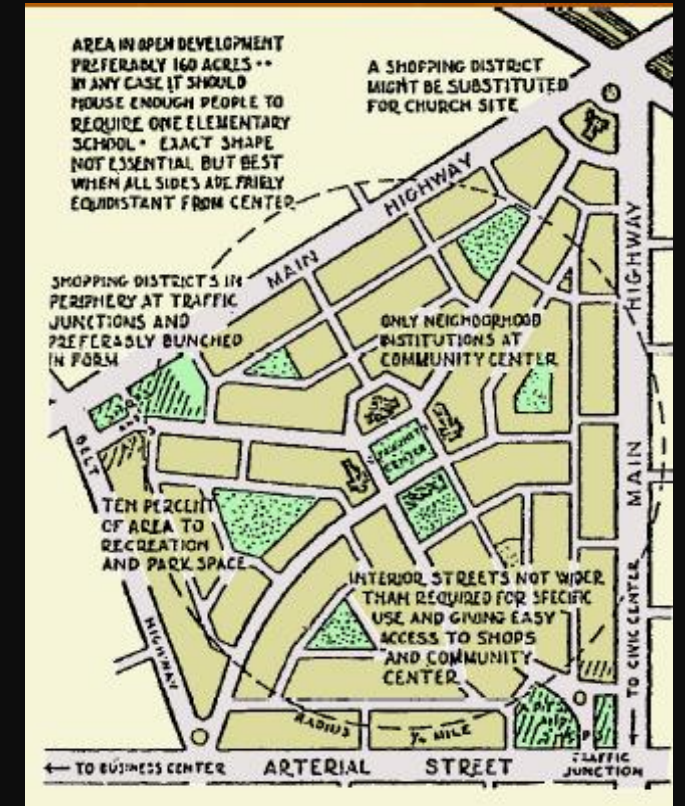 AREA IN OPEN DEVELOPMENT
PREFERABLY 160 ACRES ··
IN ANY CASE IT SHOULD
HOUSE ENOUGH PEOPLE TO
REQUIRE ONE ELEMENTARY
SCHOOL · EXACT SHAPE
NOT ESSENTIAL BUT BEST
WHEN ALL SIDES ARE FAIRLY
EQUIDISTANT FROM CENTER
A SHOPPING DISTRICT
MIGHT BE SUBSTITUTED
FOR CHURCH SITE
MAIN HIGHWAY
HIGHWAY
SHOPPING DISTRICTS IN
PERIPHERY AT TRAFFIC
JUNCTIONS AND
PREFERABLY BUNCHED
IN FORM
ONLY NEIGHBORHOOD
INSTITUTIONS AT
COMMUNITY CENTER
BELT
CENTER
MAIN
TEN PERCENT
OF AREA TO
RECREATION
AND PARK SPACE
INTERIOR STREETS NOT WIDER
THAN REQUIRED FOR SPECIFIC
USE AND GIVING EASY
ACCESS TO SHOPS
AND COMMUNITY
CENTER
HIGHWAY
TO CIVIC CENTER
RADIUS ¼ MILE
TO BUSINESS CENTER
ARTERIAL STREET
TRAFFIC
JUNCTION